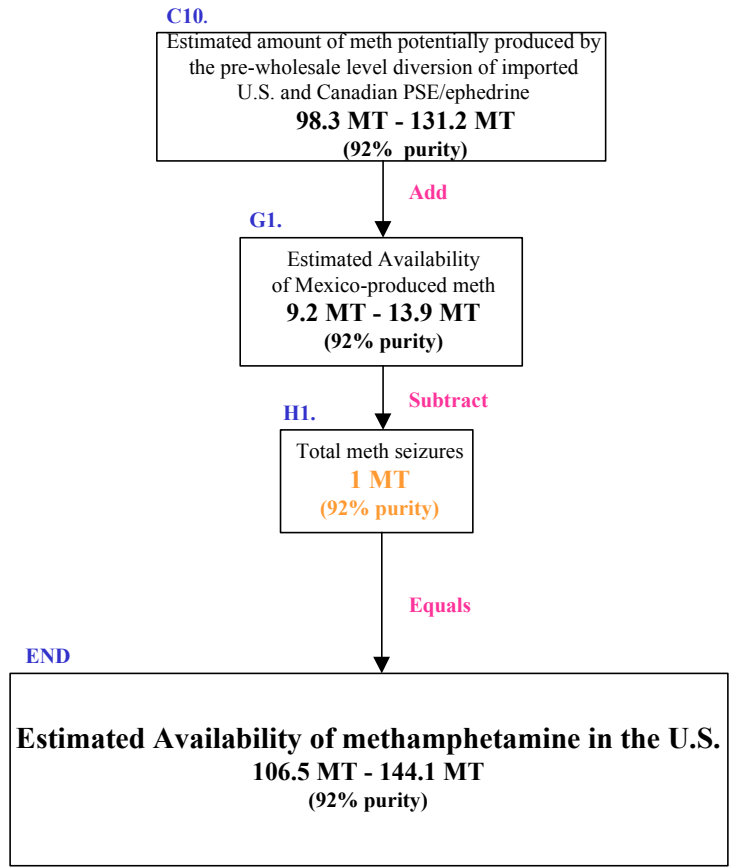 C10.
Estimated amount of meth potentially produced by
the pre-wholesale level diversion of imported
U.S. and Canadian PSE/ephedrine
98.3 MT - 131.2 MT
(92% purity)
Add
G1.
Estimated Availability
of Mexico-produced meth
9.2 MT - 13.9 MT
(92% purity)
Subtract
H1.
Total meth seizures
1 MT
(92% purity)
Equals
END
Estimated Availability of methamphetamine in the U.S.
106.5 MT - 144.1 MT
(92% purity)